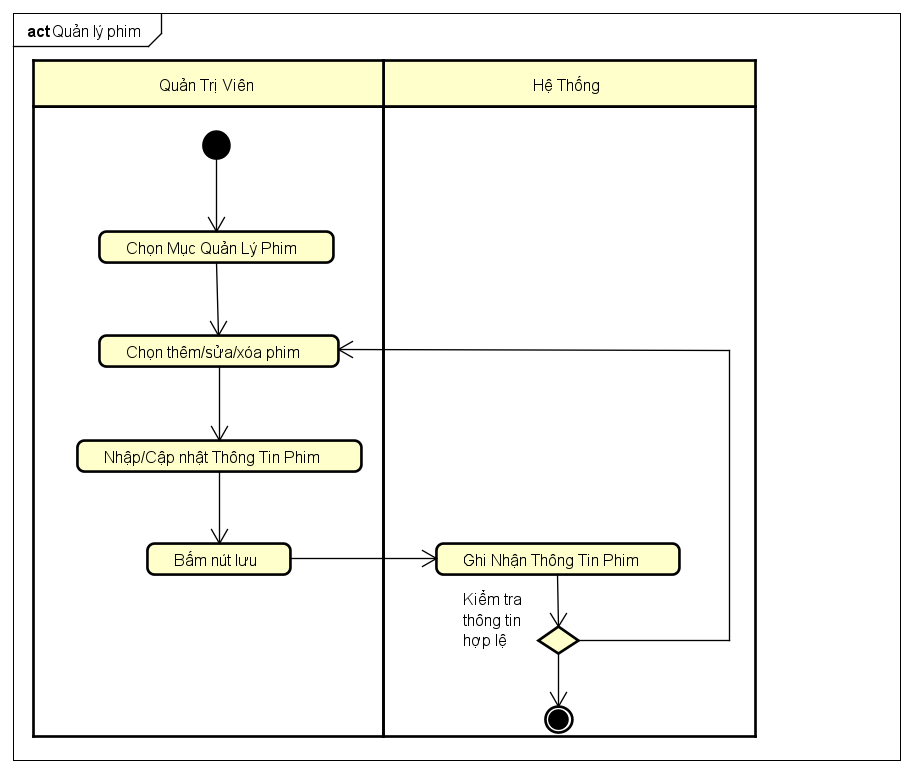 act Quản lý phim
Quản Trị Viên
Hệ Thống
Chọn Mục Quản Lý Phim
Chọn thêm/sửa/xóa phim
Nhập/Cập nhật Thông Tin Phim
Bấm nút lưu
Ghi Nhận Thông Tin Phim
Kiểm tra
thông tin
hợp lệ